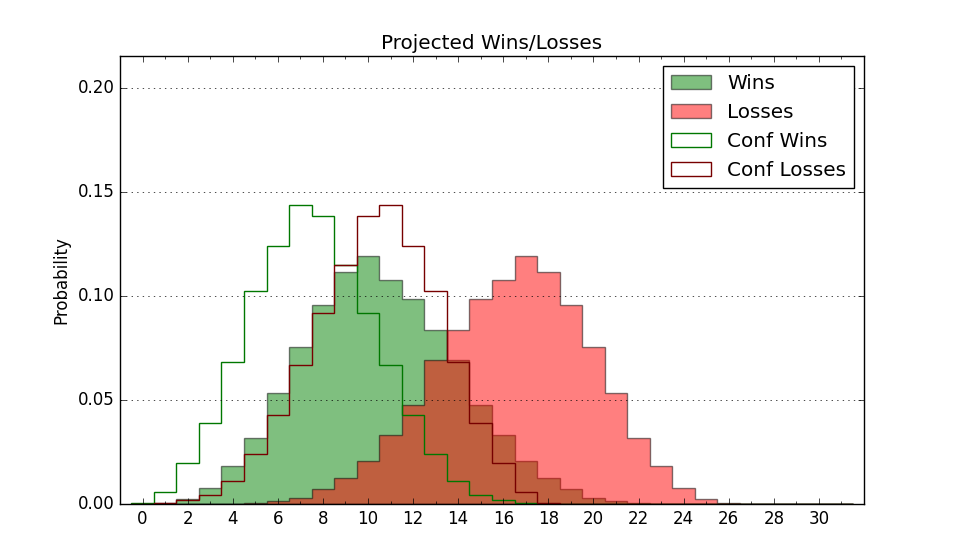 Projected Wins/Losses
Wins
Losses
Conf Wins
Conf Losses
Probability
0.20
0.15
0.10
0.05
0.00
0 2 4 6 8 10 12 14 16 18 20 22 24 26 28 30